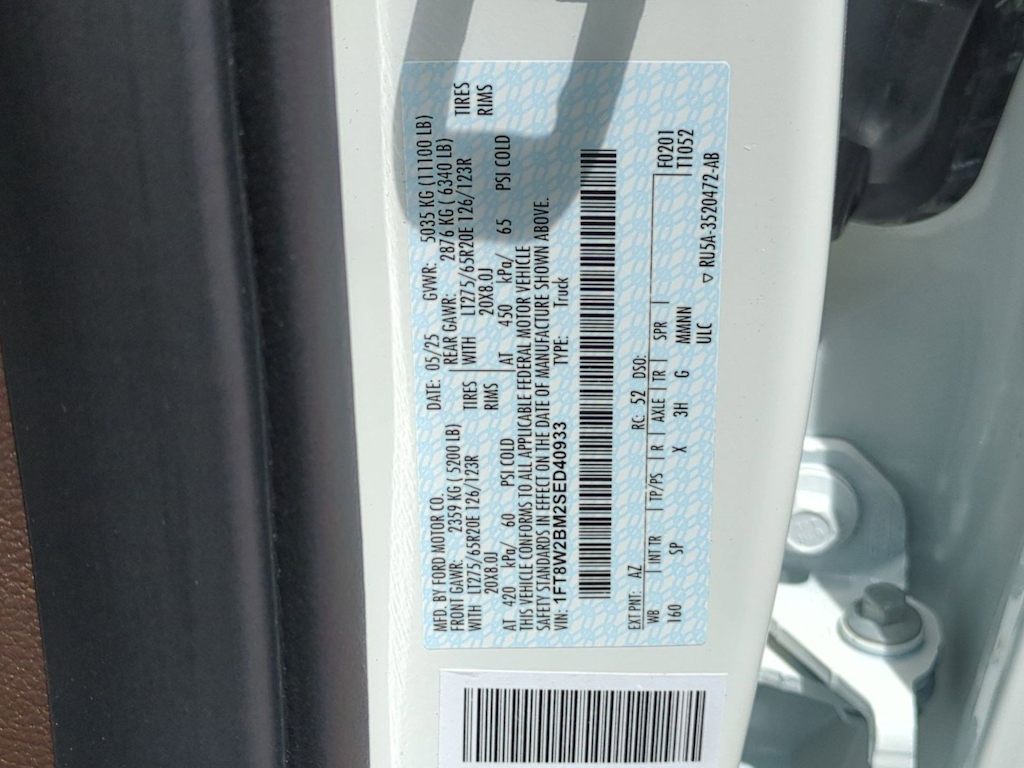 MFD. BY FORD MOTOR CO.
DATE: 05/25 GVWR: 5035 KG (11100 LB)
FRONT GAWR: 2359 KG ( 5200 LB)
REAR GAWR: 2876 KG ( 6340 LB)
WITH LT275/65R20E 126/123R TIRES
WITH LT275/65R20E 126/123R TIRES
20X8.0J RIMS
20X8.0J RIMS
AT 420 kPa/ 60 PSI COLD
AT 450 kPa/ 65 PSI COLD
THIS VEHICLE CONFORMS TO ALL APPLICABLE FEDERAL MOTOR VEHICLE
SAFETY STANDARDS IN EFFECT ON THE DATE OF MANUFACTURE SHOWN ABOVE.
VIN: 1FT8W2BM2SED40933 TYPE: Truck
EXT PNT: AZ RC: 52 DSO: F0201
WB INT TR TP/PS R AXLE TR SPR T1052
160 SP X 3H G MMNN
ULC
▽ RU5A-3520472-AB